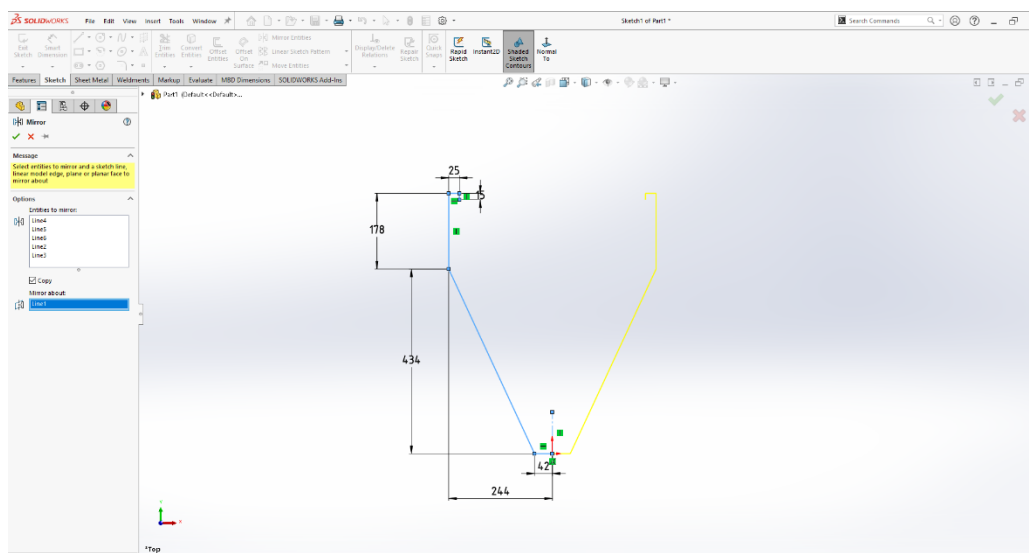 SOLIDWORKS File Edit View Insert Tools Window Sketch1 of Part1 * Search Commands
Exit Sketch Smart Dimension Trim Entities Convert Entities Offset Entities Offset On Surface Mirror Entities Linear Sketch Pattern Move Entities Display/Delete Relations Repair Sketch Quick Snaps Rapid Sketch Instant2D Shaded Sketch Contours Normal To
Features Sketch Sheet Metal Weldments Markup Evaluate MBD Dimensions SOLIDWORKS Add-Ins
Part1 (Default<<Default>...
Mirror
Message
Select entities to mirror and a sketch line, linear model edge, plane or planar face to mirror about
Options
Entities to mirror:
Line4
Line5
Line6
Line2
Line3
Copy
Mirror about:
Line1
25
15
178
434
42
244
*Top